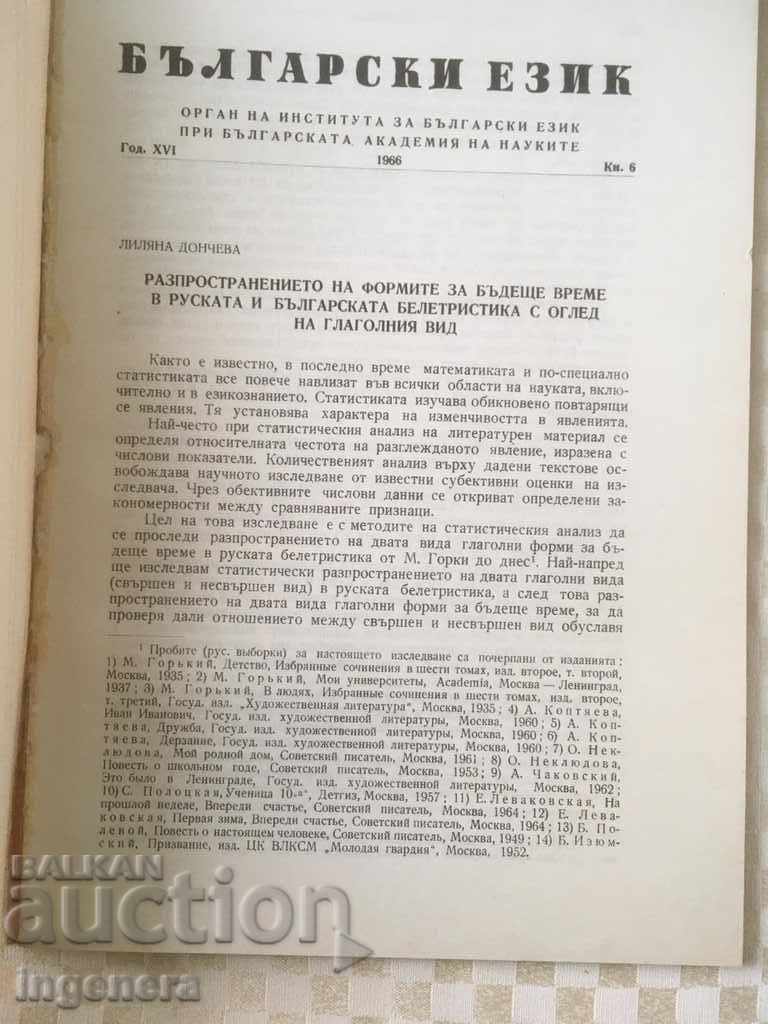 БЪЛГАРСКИ ЕЗИК
ОРГАН НА ИНСТИТУТА ЗА БЪЛГАРСКИ ЕЗИК
ПРИ БЪЛГАРСКАТА АКАДЕМИЯ НА НАУКИТЕ
Год. XVI 1966 Кн. 6
ЛИЛЯНА ДОНЧЕВА
РАЗПРОСТРАНЕНИЕТО НА ФОРМИТЕ ЗА БЪДЕЩЕ ВРЕМЕ
В РУСКАТА И БЪЛГАРСКАТА БЕЛЕТРИСТИКА С ОГЛЕД
НА ГЛАГОЛНИЯ ВИД
Както е известно, в последно време математиката и по-специално
статистиката все повече навлизат във всички области на науката, вклю-
чително и в езикознанието. Статистиката изучава обикновено повтарящи
се явления. Тя установява характера на изменчивостта в явленията.
Най-често при статистическия анализ на литературен материал се
определя относителната честота на разглежданото явление, изразена с
числови показатели. Количественият анализ върху дадени текстове ос-
вобождава научното изследване от известни субективни оценки на из-
следвача. Чрез обективните числови данни се откриват определени за-
кономерности между сравняваните признаци.
Цел на това изследване е с методите на статистическия анализ да
се проследи разпространението на двата вида глаголни форми за бъ-
деще време в руската белетристика от М. Горки до днес¹. Най-напред
ще изследвам статистически разпространението на двата глаголни вида
(свършен и несвършен вид) в руската белетристика, а след това раз-
пространението на двата вида глаголни форми за бъдеще време, за да
проверя дали отношението между свършен и несвършен вид обуславя
¹ Пробите (рус. выборки) за настоящето изследване са почерпани от изданията:
1) М. Горький, Детство, Избранные сочинения в шести томах, изд. второе, т. второй,
Москва, 1935; 2) М. Горький, Мои университеты, Academia, Москва — Ленинград,
1937; 3) М. Горький, В людях, Избранные сочинения в шести томах, изд. второе,
т. третий, Госуд. изд. „Художественная литература“, Москва, 1935; 4) А. Коптяева,
Иван Иванович, Госуд. изд. художественной литературы, Москва, 1960; 5) А. Коп-
тяева, Дружба, Госуд. изд. художественной литературы, Москва, 1960; 6) А. Коп-
тяева, Дерзание, Госуд. изд. художественной литературы, Москва, 1960; 7) О. Нек-
людова, Мой родной дом, Советский писатель, Москва, 1961; 8) О. Неклюдова,
Повесть о школьном годе, Советский писатель, Москва, 1953; 9) А. Чаковский,
Это было в Ленинграде, Госуд. изд. художественной литературы, Москва, 1962;
10) С. Полоцкая, Ученица 10„а“, Детгиз, Москва, 1957; 11) Е. Леваковская, На
прошлой неделе, Впереди счастье, Советский писатель, Москва, 1964; 12) Е. Лева-
ковская, Первая зима, Впереди счастье, Советский писатель, Москва, 1964; 13) Б. По-
левой, Повесть о настоящем человеке, Советский писатель, Москва, 1949; 14) Б. Изюм-
ский, Призвание, изд. ЦК ВЛКСМ „Молодая гвардия“, Москва, 1952.
BALKAN
auction
ingenera